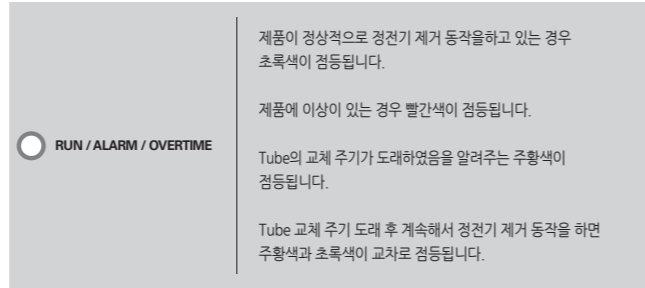 RUN / ALARM / OVERTIME
제품이 정상적으로 정전기 제거 동작을하고 있는 경우
초록색이 점등됩니다.
제품에 이상이 있는 경우 빨간색이 점등됩니다.
Tube의 교체 주기가 도래하였음을 알려주는 주황색이
점등됩니다.
Tube 교체 주기 도래 후 계속해서 정전기 제거 동작을 하면
주황색과 초록색이 교차로 점등됩니다.